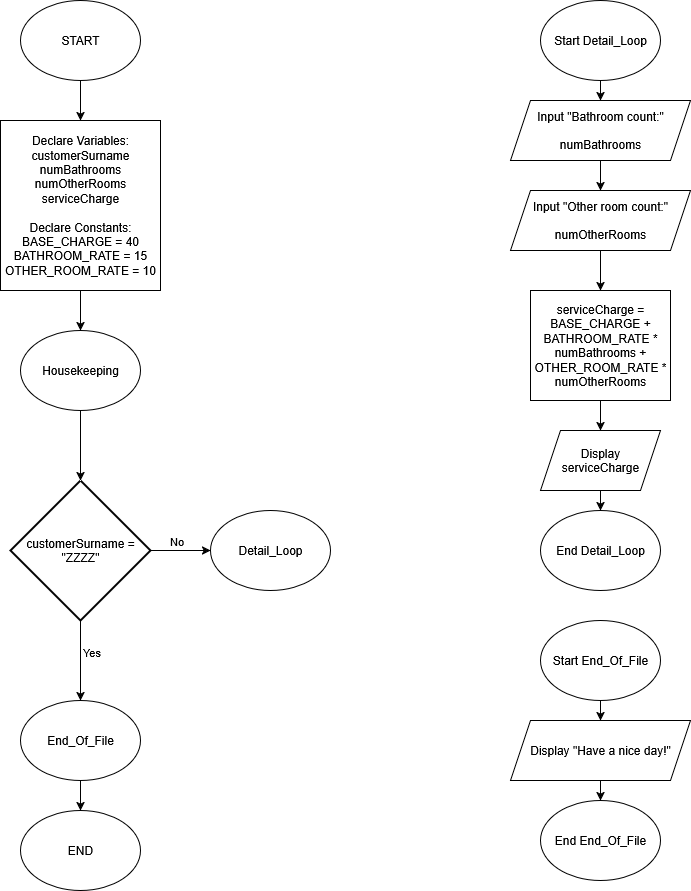 START
Declare Variables:
customerSurname
numBathrooms
numOtherRooms
serviceCharge
Declare Constants:
BASE_CHARGE = 40
BATHROOM_RATE = 15
OTHER_ROOM_RATE = 10
Housekeeping
customerSurname =
"ZZZZ"
No
Detail_Loop
Yes
End_Of_File
END
Start Detail_Loop
Input "Bathroom count:"
numBathrooms
Input "Other room count:"
numOtherRooms
serviceCharge =
BASE_CHARGE +
BATHROOM_RATE *
numBathrooms +
OTHER_ROOM_RATE *
numOtherRooms
Display
serviceCharge
End Detail_Loop
Start End_Of_File
Display "Have a nice day!"
End End_Of_File